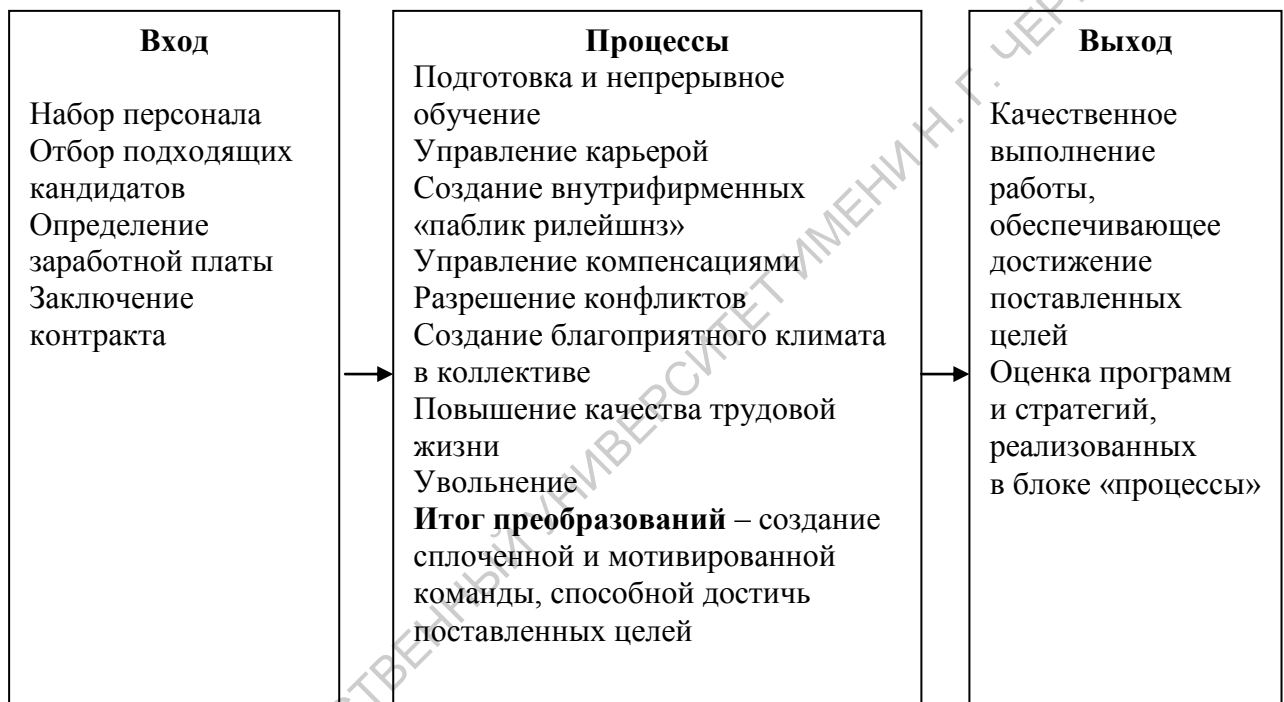 Вход
Набор персонала
Отбор подходящих
кандидатов
Определение
заработной платы
Заключение
контракта
Процессы
Подготовка и непрерывное
обучение
Управление карьерой
Создание внутрифирменных
«паблик рилейшнз»
Управление компенсациями
Разрешение конфликтов
Создание благоприятного климата
в коллективе
Повышение качества трудовой
жизни
Увольнение
Итог преобразований – создание
сплоченной и мотивированной
команды, способной достичь
поставленных целей
Выход
Качественное
выполнение
работы,
обеспечивающее
достижение
поставленных
целей
Оценка программ
и стратегий,
реализованных
в блоке «процессы»
УНИВЕРСИТЕТ ИМЕНИ Н. Г.